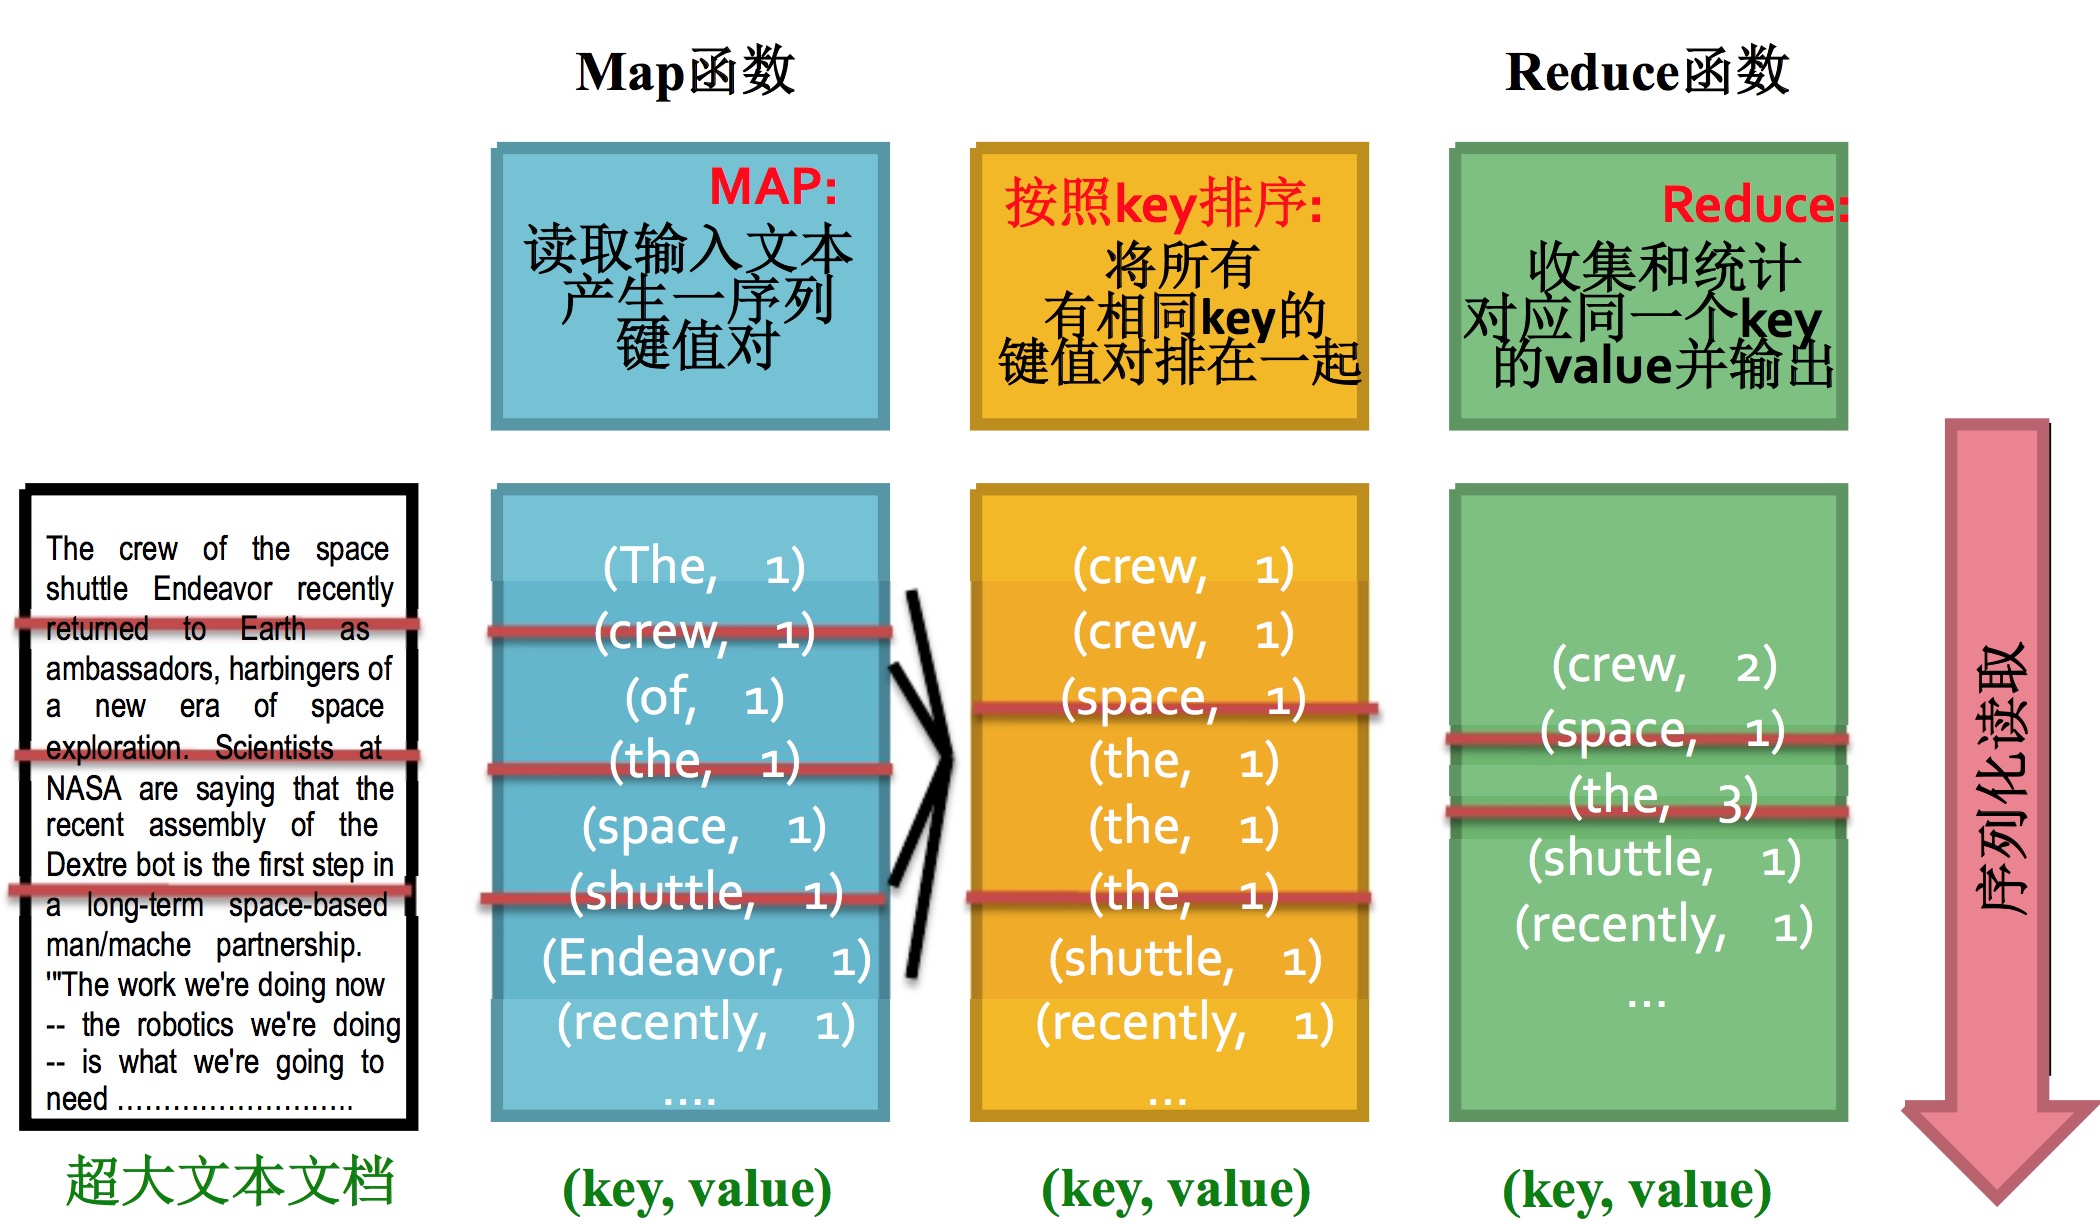 Map函数
Reduce函数
MAP:
读取输入文本
产生一序列
键值对
按照key排序:
将所有
有相同key的
键值对排在一起
Reduce:
收集和统计
对应同一个key
的value并输出
The crew of the space
shuttle Endeavor recently
returned to Earth as
ambassadors, harbingers of
a new era of space
exploration. Scientists at
NASA are saying that the
recent assembly of the
Dextre bot is the first step in
a long-term space-based
man/mache partnership.
'"The work we're doing now
-- the robotics we're doing
-- is what we're going to
need ..........................
超大文本文档
(The, 1)
(crew, 1)
(of, 1)
(the, 1)
(space, 1)
(shuttle, 1)
(Endeavor, 1)
(recently, 1)
....
(key, value)
(crew, 1)
(crew, 1)
(space, 1)
(the, 1)
(the, 1)
(the, 1)
(shuttle, 1)
(recently, 1)
...
(key, value)
(crew, 2)
(space, 1)
(the, 3)
(shuttle, 1)
(recently, 1)
...
(key, value)
序列化读取